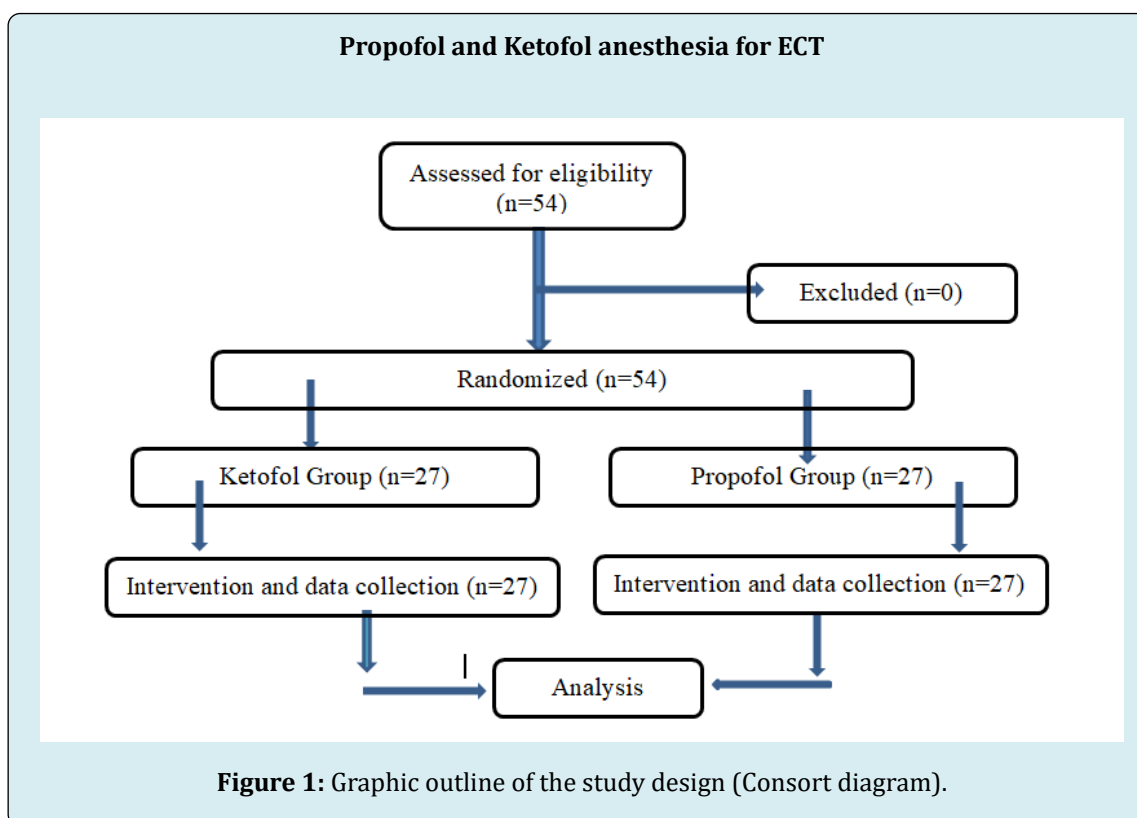 Propofol and Ketofol anesthesia for ECT
Assessed for eligibility
(n=54)
Excluded (n=0)
Randomized (n=54)
Ketofol Group (n=27)
Propofol Group (n=27)
Intervention and data collection (n=27)
Intervention and data collection (n=27)
Analysis
Figure 1: Graphic outline of the study design (Consort diagram).